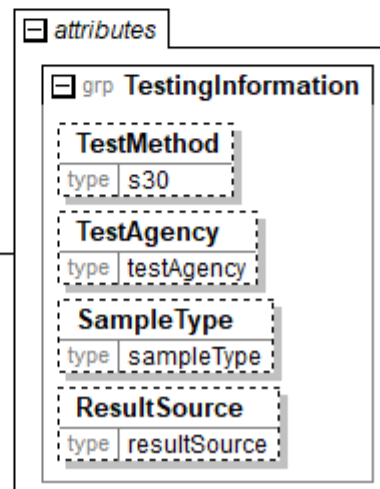 attributes
grp TestingInformation
TestMethod
type s30
TestAgency
type testAgency
SampleType
type sampleType
ResultSource
type resultSource